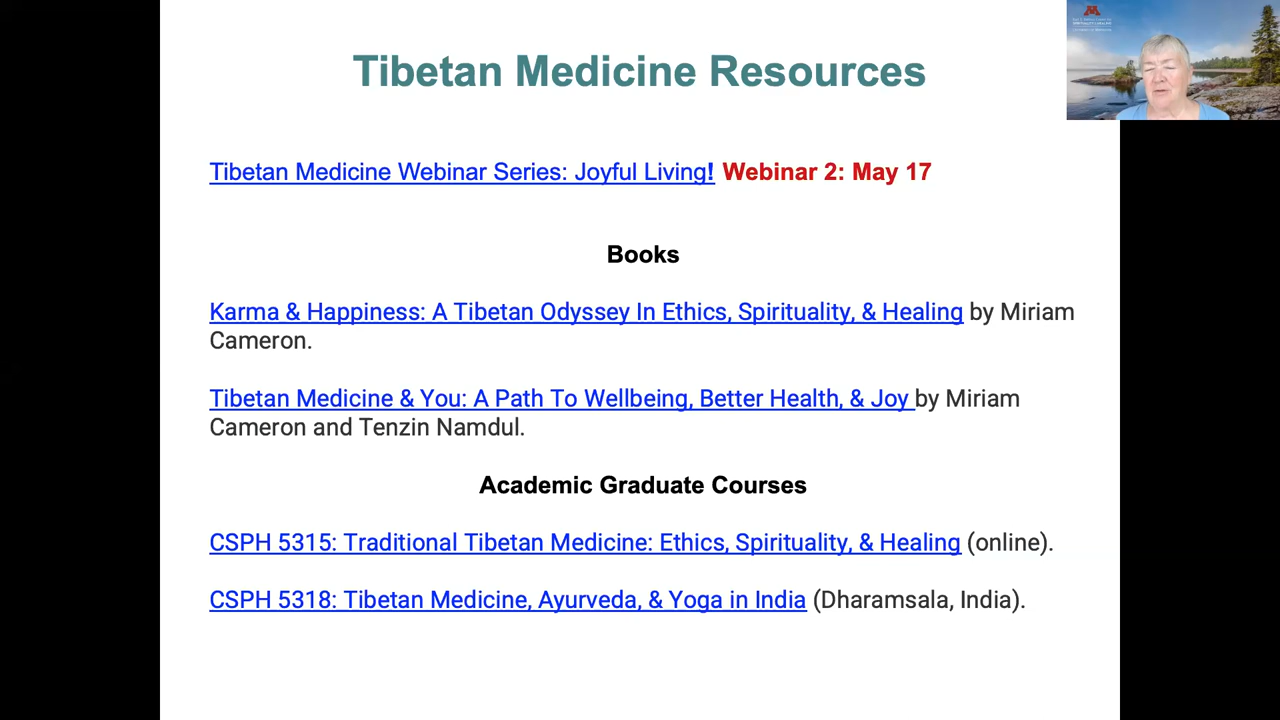 Tibetan Medicine Resources
Tibetan Medicine Webinar Series: Joyful Living! Webinar 2: May 17
Books
Karma & Happiness: A Tibetan Odyssey In Ethics, Spirituality, & Healing by Miriam
Cameron.
Tibetan Medicine & You: A Path To Wellbeing, Better Health, & Joy by Miriam
Cameron and Tenzin Namdul.
Academic Graduate Courses
CSPH 5315: Traditional Tibetan Medicine: Ethics, Spirituality, & Healing (online).
CSPH 5318: Tibetan Medicine, Ayurveda, & Yoga in India (Dharamsala, India).